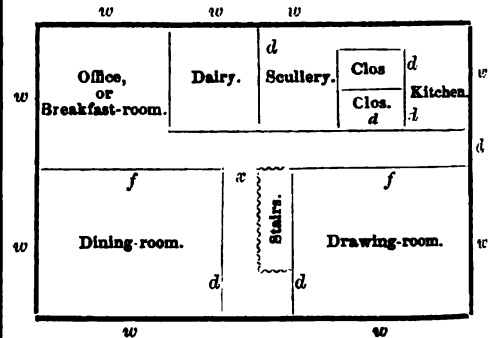 w w w
d
Office,
or
Breakfast-room.
Dairy.
Scullery.
Clos
Clos.
d
d
Kitchen.
d
w
w
d
f
x
f
Stairs.
Dining-room.
Drawing-room.
w
w
d
d
w
w